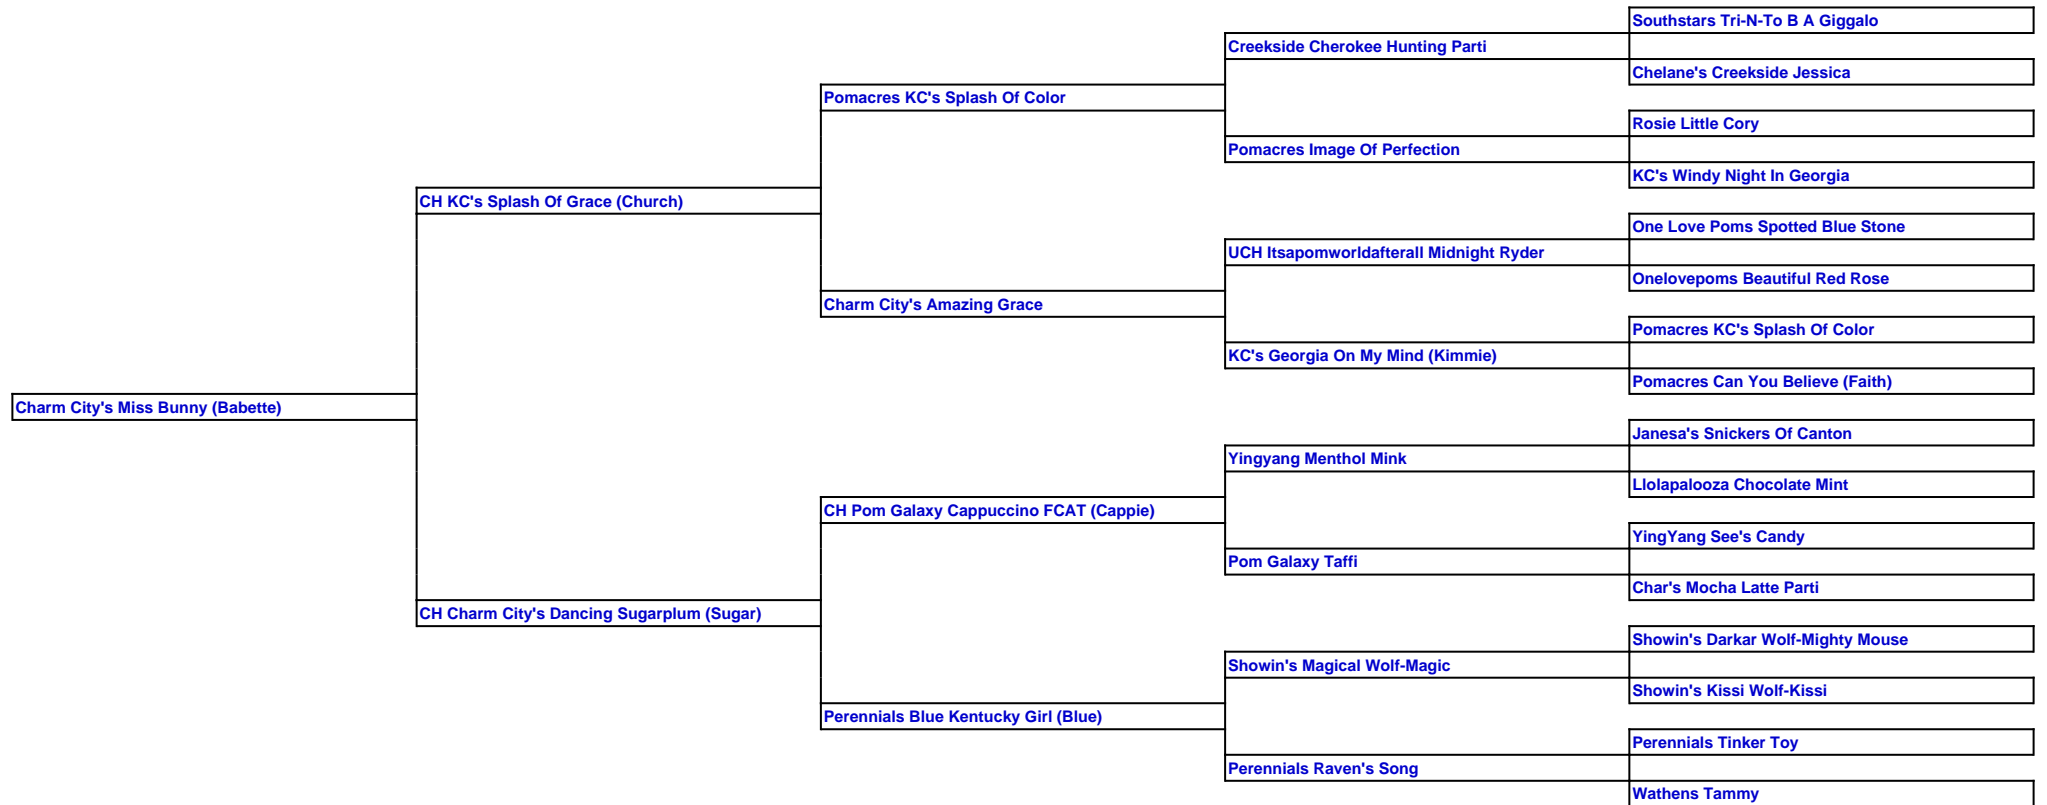 Southstars Tri-N-To B A Giggalo
Creekside Cherokee Hunting Parti
Chelane's Creekside Jessica
Pomacres KC's Splash Of Color
Rosie Little Cory
Pomacres Image Of Perfection
KC's Windy Night In Georgia
CH KC's Splash Of Grace (Church)
One Love Poms Spotted Blue Stone
UCH Itsapomworldafterall Midnight Ryder
Onelovepoms Beautiful Red Rose
Charm City's Amazing Grace
Pomacres KC's Splash Of Color
KC's Georgia On My Mind (Kimmie)
Pomacres Can You Believe (Faith)
Charm City's Miss Bunny (Babette)
Janesa's Snickers Of Canton
Yingyang Menthol Mink
Llolapalooza Chocolate Mint
CH Pom Galaxy Cappuccino FCAT (Cappie)
YingYang See's Candy
Pom Galaxy Taffi
Char's Mocha Latte Parti
CH Charm City's Dancing Sugarplum (Sugar)
Showin's Darkar Wolf-Mighty Mouse
Showin's Magical Wolf-Magic
Showin's Kissi Wolf-Kissi
Perennials Blue Kentucky Girl (Blue)
Perennials Tinker Toy
Perennials Raven's Song
Wathens Tammy